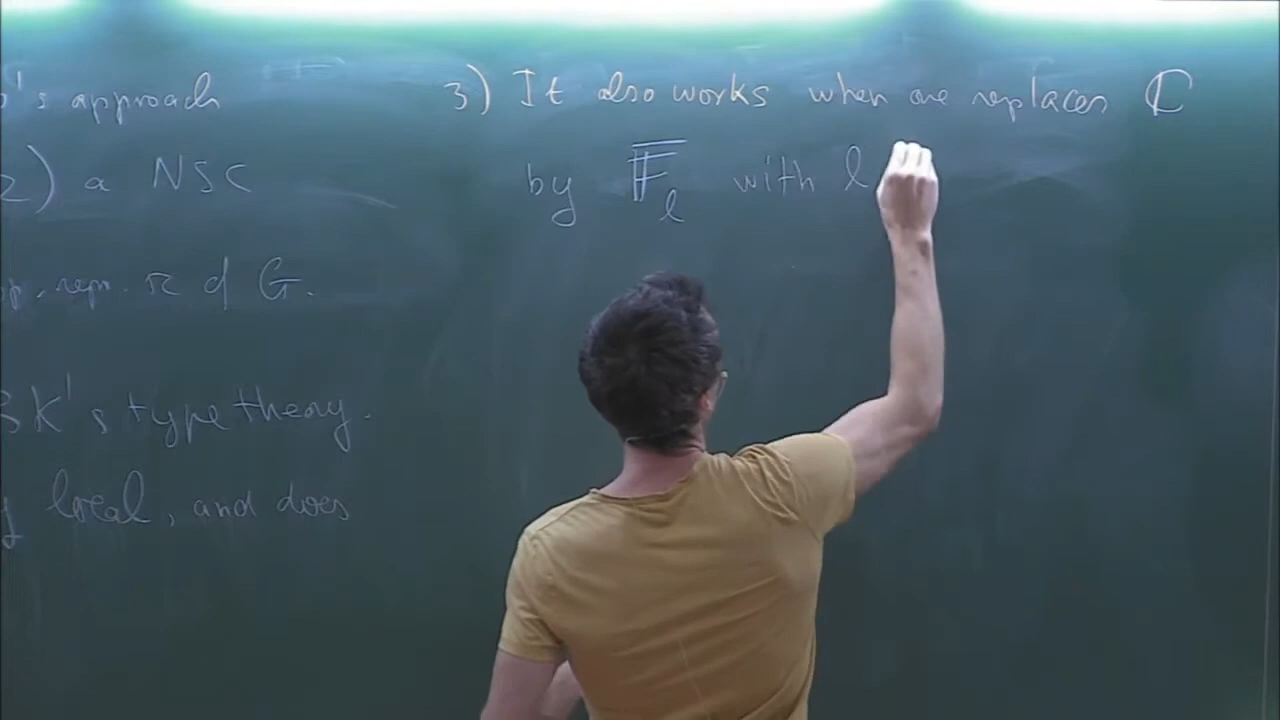 's approach
2) a NSC
repr. π of G.
K's type theory.
local, and does
3) It also works when one replaces ℂ
by 𝔽̅_ℓ with ℓ